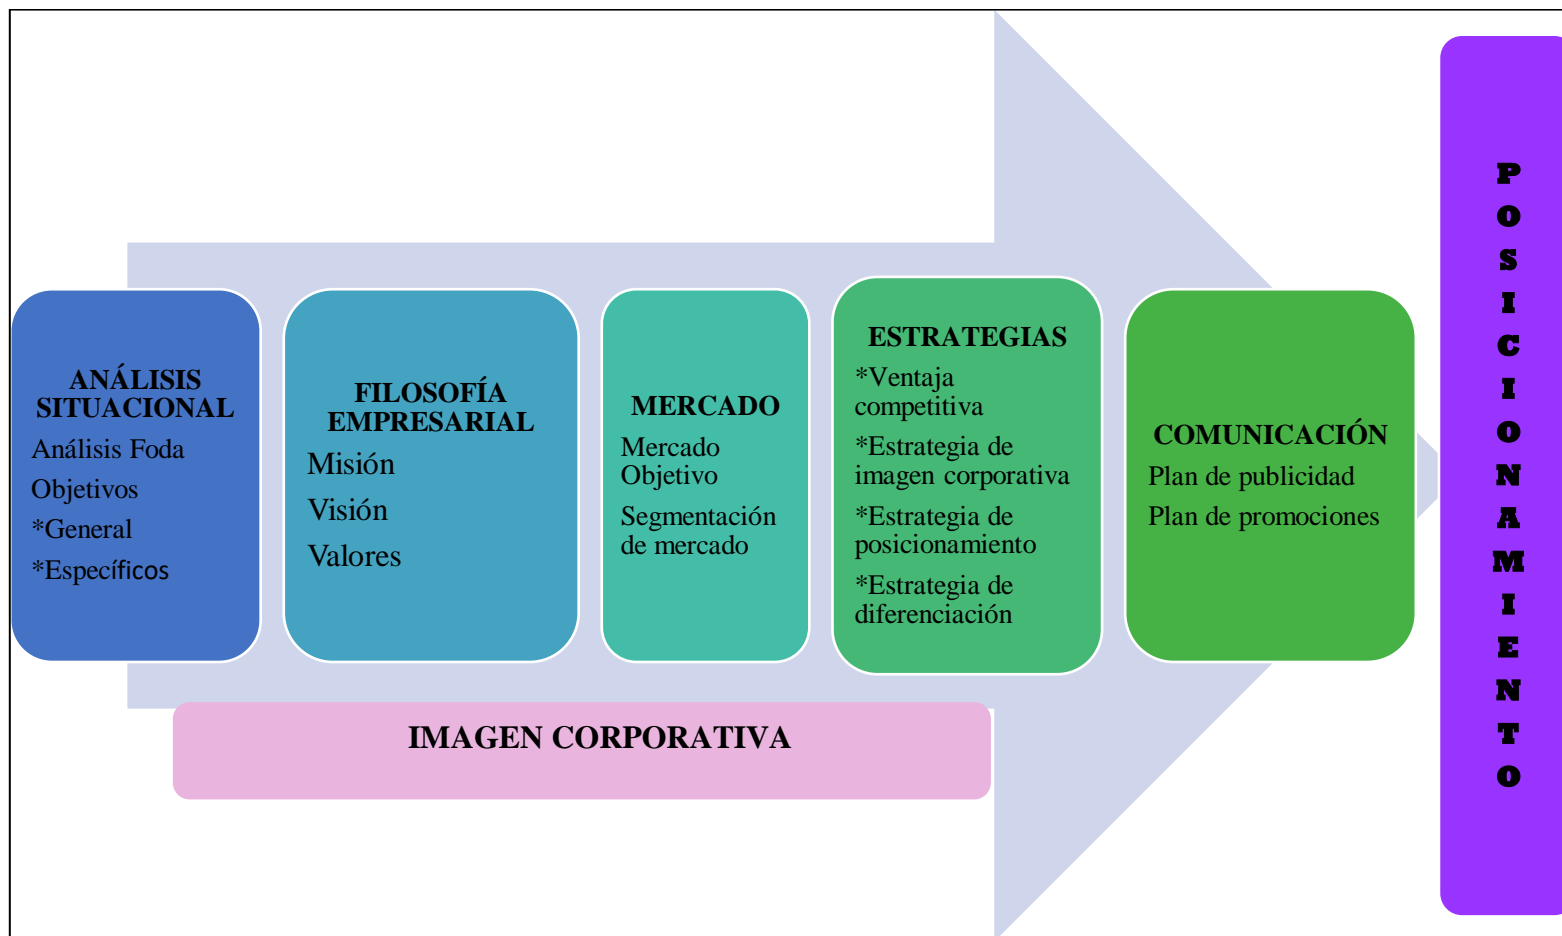 ANÁLISIS
SITUACIONAL
Análisis Foda
Objetivos
*General
*Específicos
FILOSOFÍA
EMPRESARIAL
Misión
Visión
Valores
MERCADO
Mercado
Objetivo
Segmentación
de mercado
ESTRATEGIAS
*Ventaja
competitiva
*Estrategia de
imagen corporativa
*Estrategia de
posicionamiento
*Estrategia de
diferenciación
COMUNICACIÓN
Plan de publicidad
Plan de promociones
IMAGEN CORPORATIVA
POSICIONAMIENTO